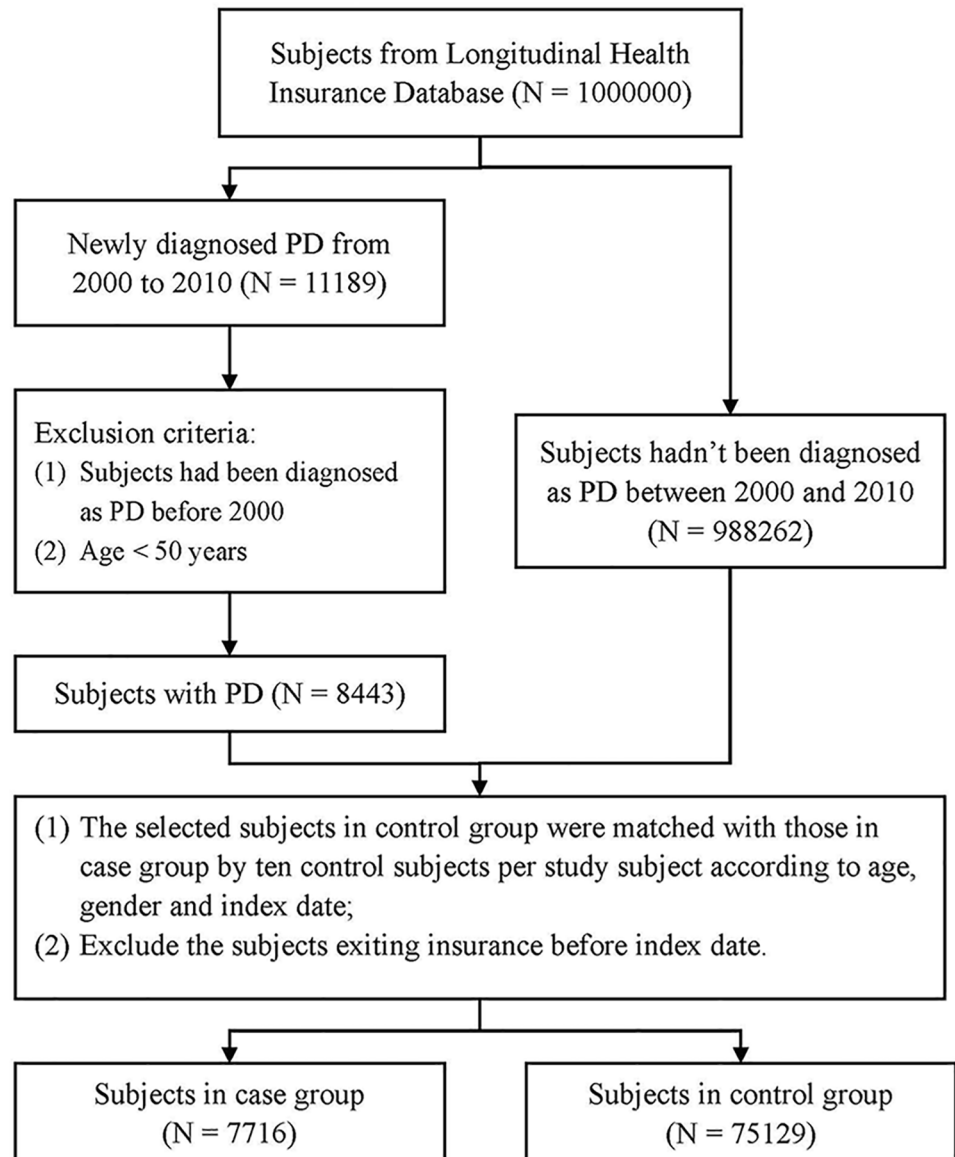 Subjects from Longitudinal Health
Insurance Database (N = 1000000)
Newly diagnosed PD from
2000 to 2010 (N = 11189)
Exclusion criteria:
(1) Subjects had been diagnosed
as PD before 2000
(2) Age < 50 years
Subjects hadn't been diagnosed
as PD between 2000 and 2010
(N = 988262)
Subjects with PD (N = 8443)
(1) The selected subjects in control group were matched with those in
case group by ten control subjects per study subject according to age,
gender and index date;
(2) Exclude the subjects exiting insurance before index date.
Subjects in case group
(N = 7716)
Subjects in control group
(N = 75129)